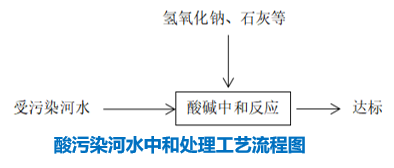 氢氧化钠、石灰等
受污染河水
酸碱中和反应
达标
酸污染河水中和处理工艺流程图